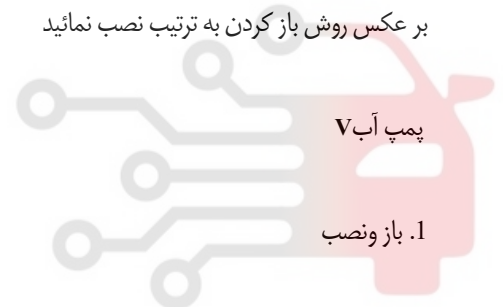 بر عکس روش باز کردن به ترتیب نصب نمائید
پمپ آبV
1. باز ونصب